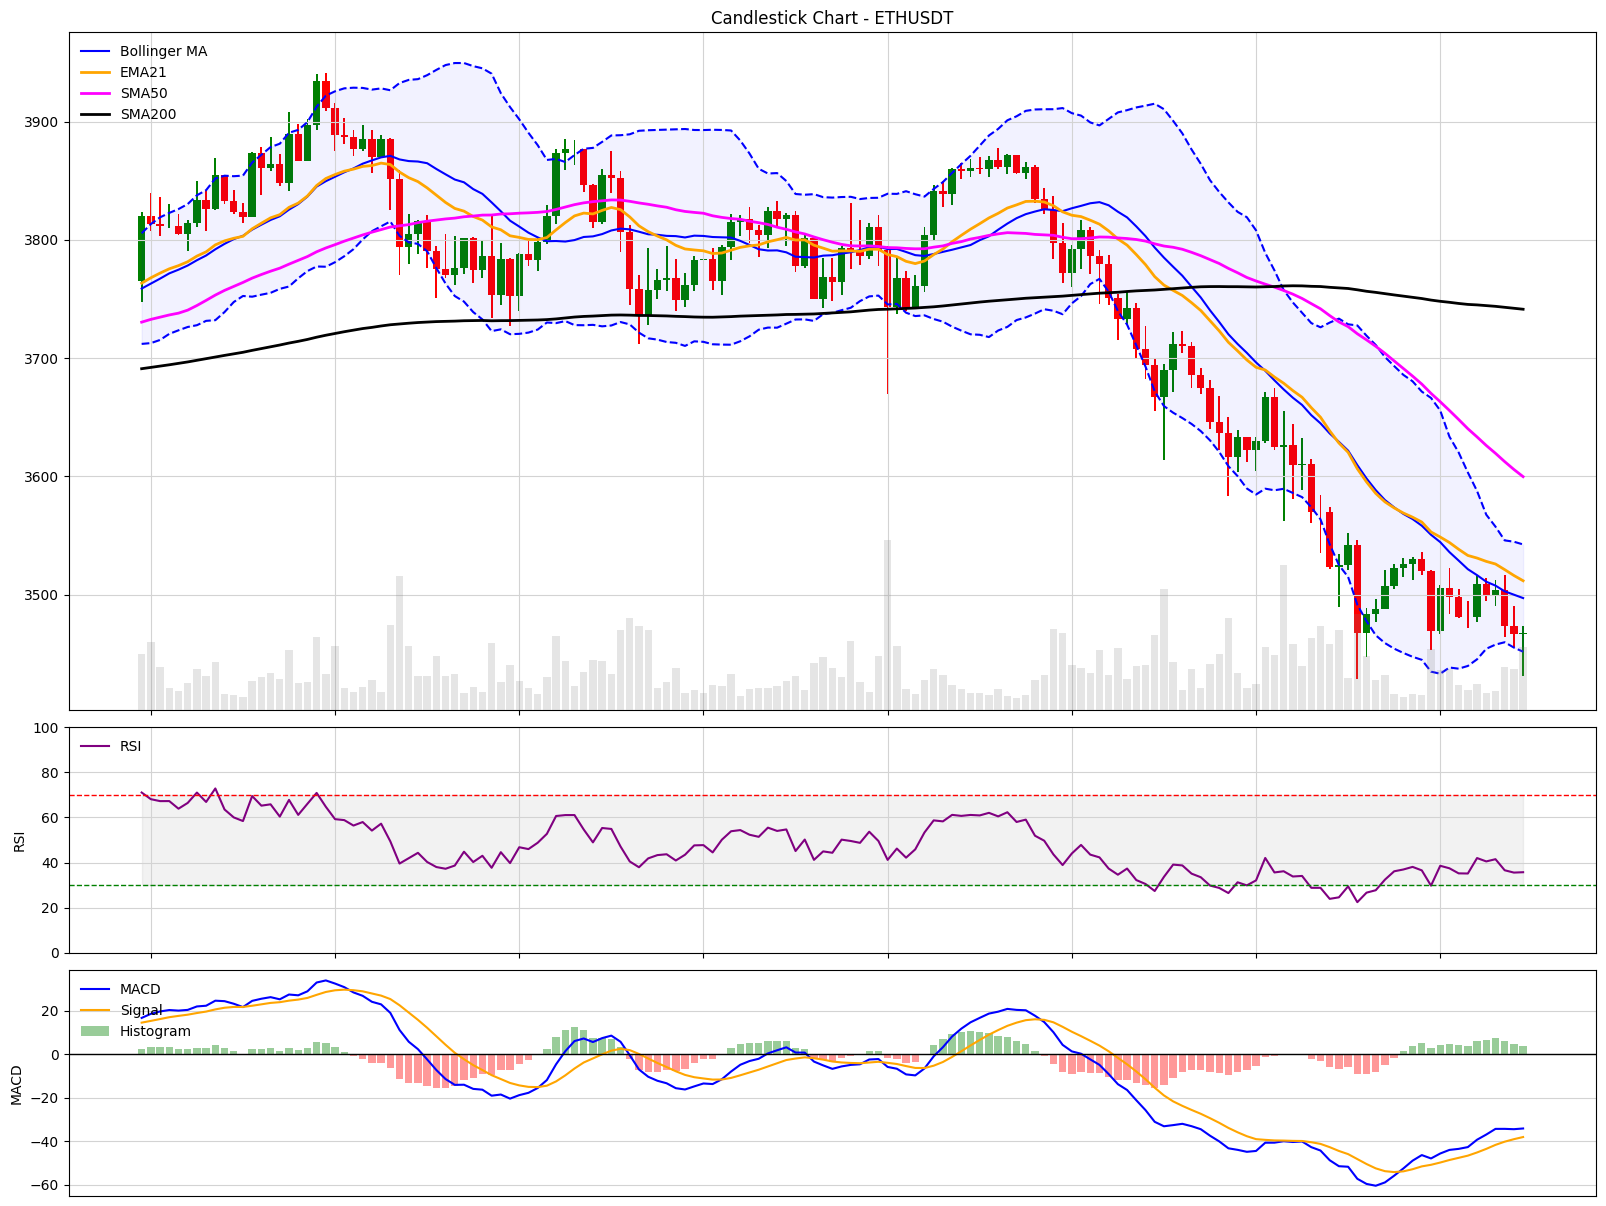 Candlestick Chart - ETHUSDT
Bollinger MA
EMA21
SMA50
SMA200
3900
3800
3700
3600
3500
RSI
100
80
60
40
20
0
RSI
MACD
Signal
Histogram
20
0
−20
−40
−60
MACD